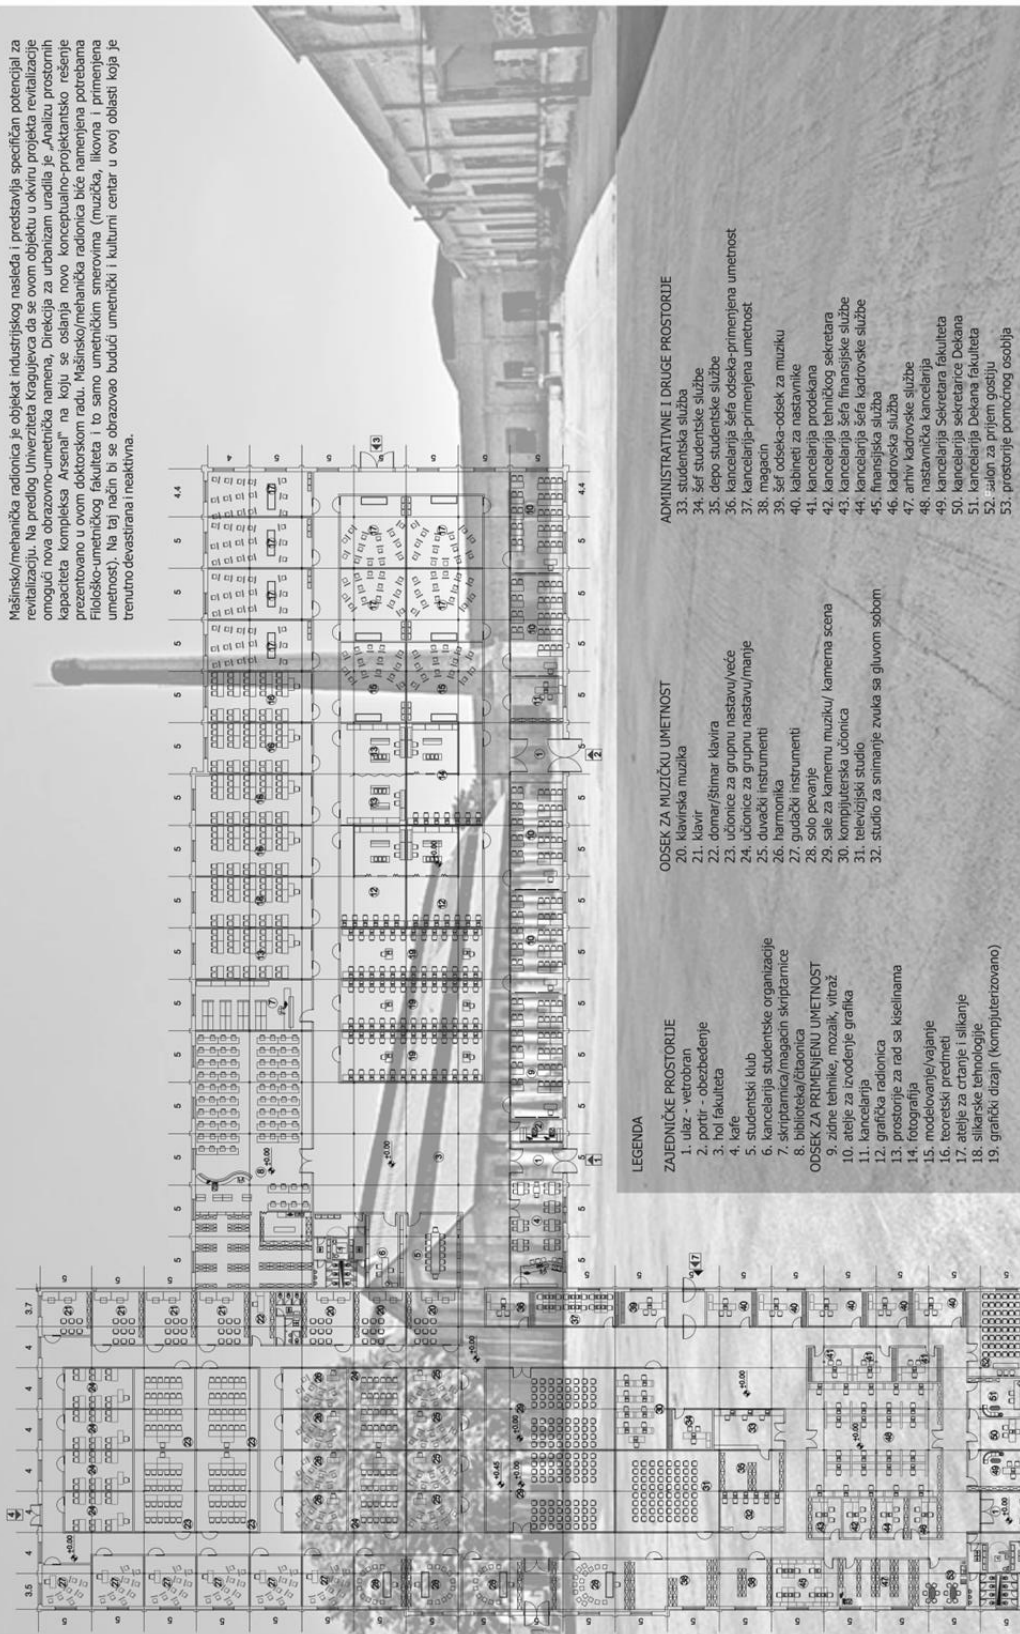 Mašinsko/mehanička radionica je objekat industrijskog nasleđa i predstavlja specifičan potencijal za
revitalizaciju. Na predlog Univerziteta Kragujevca da se ovom objektu u okviru projekta revitalizacije
omogući nova obrazovno-umetnička namena, Direkcija za urbanizam uradila je „Analizu prostornih
kapaciteta kompleksa Arsenal" na koju se oslanja novo konceptualno-projektantsko rešenje
prezentovano u ovom doktorskom radu. Mašinsko/mehanička radionica biće namenjena potrebama
Filološko-umetničkog fakulteta i to samo umetničkim smerovima (muzička, likovna i primenjena
umetnost). Na taj način bi se obrazovao budući umetnički i kulturni centar u ovoj oblasti koja je
trenutno devastirana i neaktivna.
LEGENDA
ZAJEDNIČKE PROSTORIJE
1. ulaz - vetrobran
2. portir - obezbeđenje
3. hol fakulteta
4. kafe
5. studentski klub
6. kancelarija studentske organizacije
7. skriptarnica/magacin skriptarnice
8. biblioteka/čitaonica
ODSEK ZA PRIMENJENU UMETNOST
9. zidne tehnike, mozaik, vitraž
10. atelje za izvođenje grafika
11. kancelarija
12. grafička radionica
13. prostorije za rad sa kiselinama
14. fotografija
15. modelovanje/vajanje
16. teoretski predmeti
17. atelje za crtanje i slikanje
18. slikarske tehnologije
19. grafički dizajn (kompjuterizovano)
ODSEK ZA MUZIČKU UMETNOST
20. klavirska muzika
21. klavir
22. domar/štimar klavira
23. učionice za grupnu nastavu/veće
24. učionice za grupnu nastavu/manje
25. duvački instrumenti
26. harmonika
27. gudački instrumenti
28. solo pevanje
29. sale za kamernu muziku/ kamerna scena
30. kompijuterska učionica
31. televizijski studio
32. studio za snimanje zvuka sa gluvom sobom
ADMINISTRATIVNE I DRUGE PROSTORIJE
33. studentska služba
34. šef studentske službe
35. depo studentske službe
36. kancelarija šefa odseka-primenjena umetnost
37. kancelarija-primenjena umetnost
38. magacin
39. šef odseka-odsek za muziku
40. kabineti za nastavnike
41. kancelarija prodekana
42. kancelarija tehničkog sekretara
43. kancelarija šefa finansijske službe
44. kancelarija šefa kadrovske službe
45. finansijska služba
46. kadrovska služba
47. arhiv kadrovske službe
48. nastavnička kancelarija
49. kancelarija Sekretara fakulteta
50. kancelarija sekretarice Dekana
51. kancelarija Dekana fakulteta
52. salon za prijem gostiju
53. prostorije pomoćnog osoblja